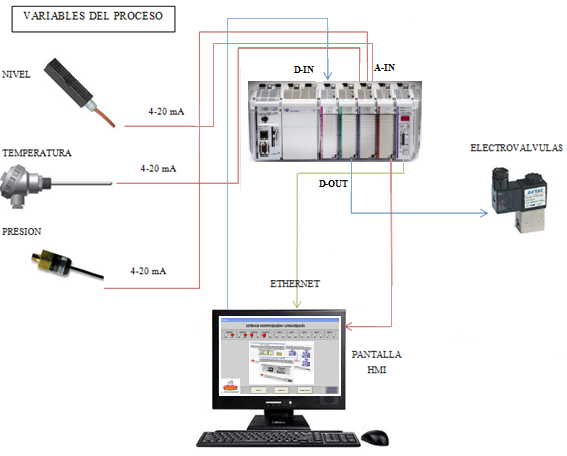 VARIABLES DEL PROCESO
D-IN
A-IN
NIVEL
4-20 mA
TEMPERATURA
4-20 mA
ELECTROVALVULAS
D-OUT
PRESION
4-20 mA
ETHERNET
PANTALLA
HMI
AIRTAC